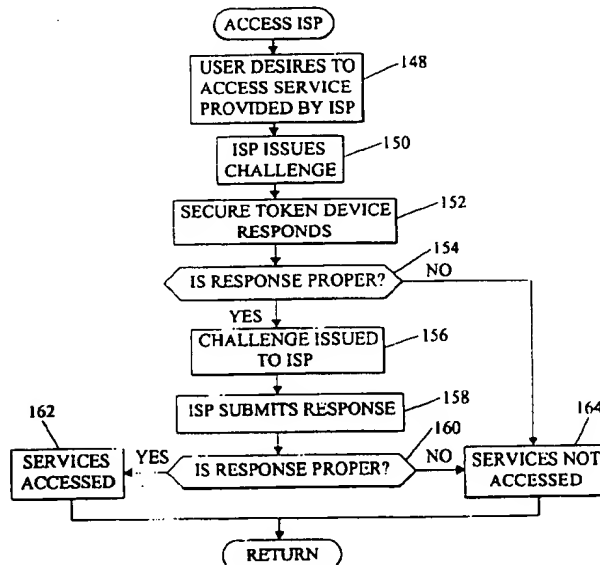 ACCESS ISP
USER DESIRES TO
ACCESS SERVICE
PROVIDED BY ISP
148
ISP ISSUES
CHALLENGE
150
SECURE TOKEN DEVICE
RESPONDS
152
IS RESPONSE PROPER?
154
NO
YES
CHALLENGE ISSUED
TO ISP
156
ISP SUBMITS RESPONSE
158
162
160
164
SERVICES
ACCESSED
YES
IS RESPONSE PROPER?
NO
SERVICES NOT
ACCESSED
RETURN